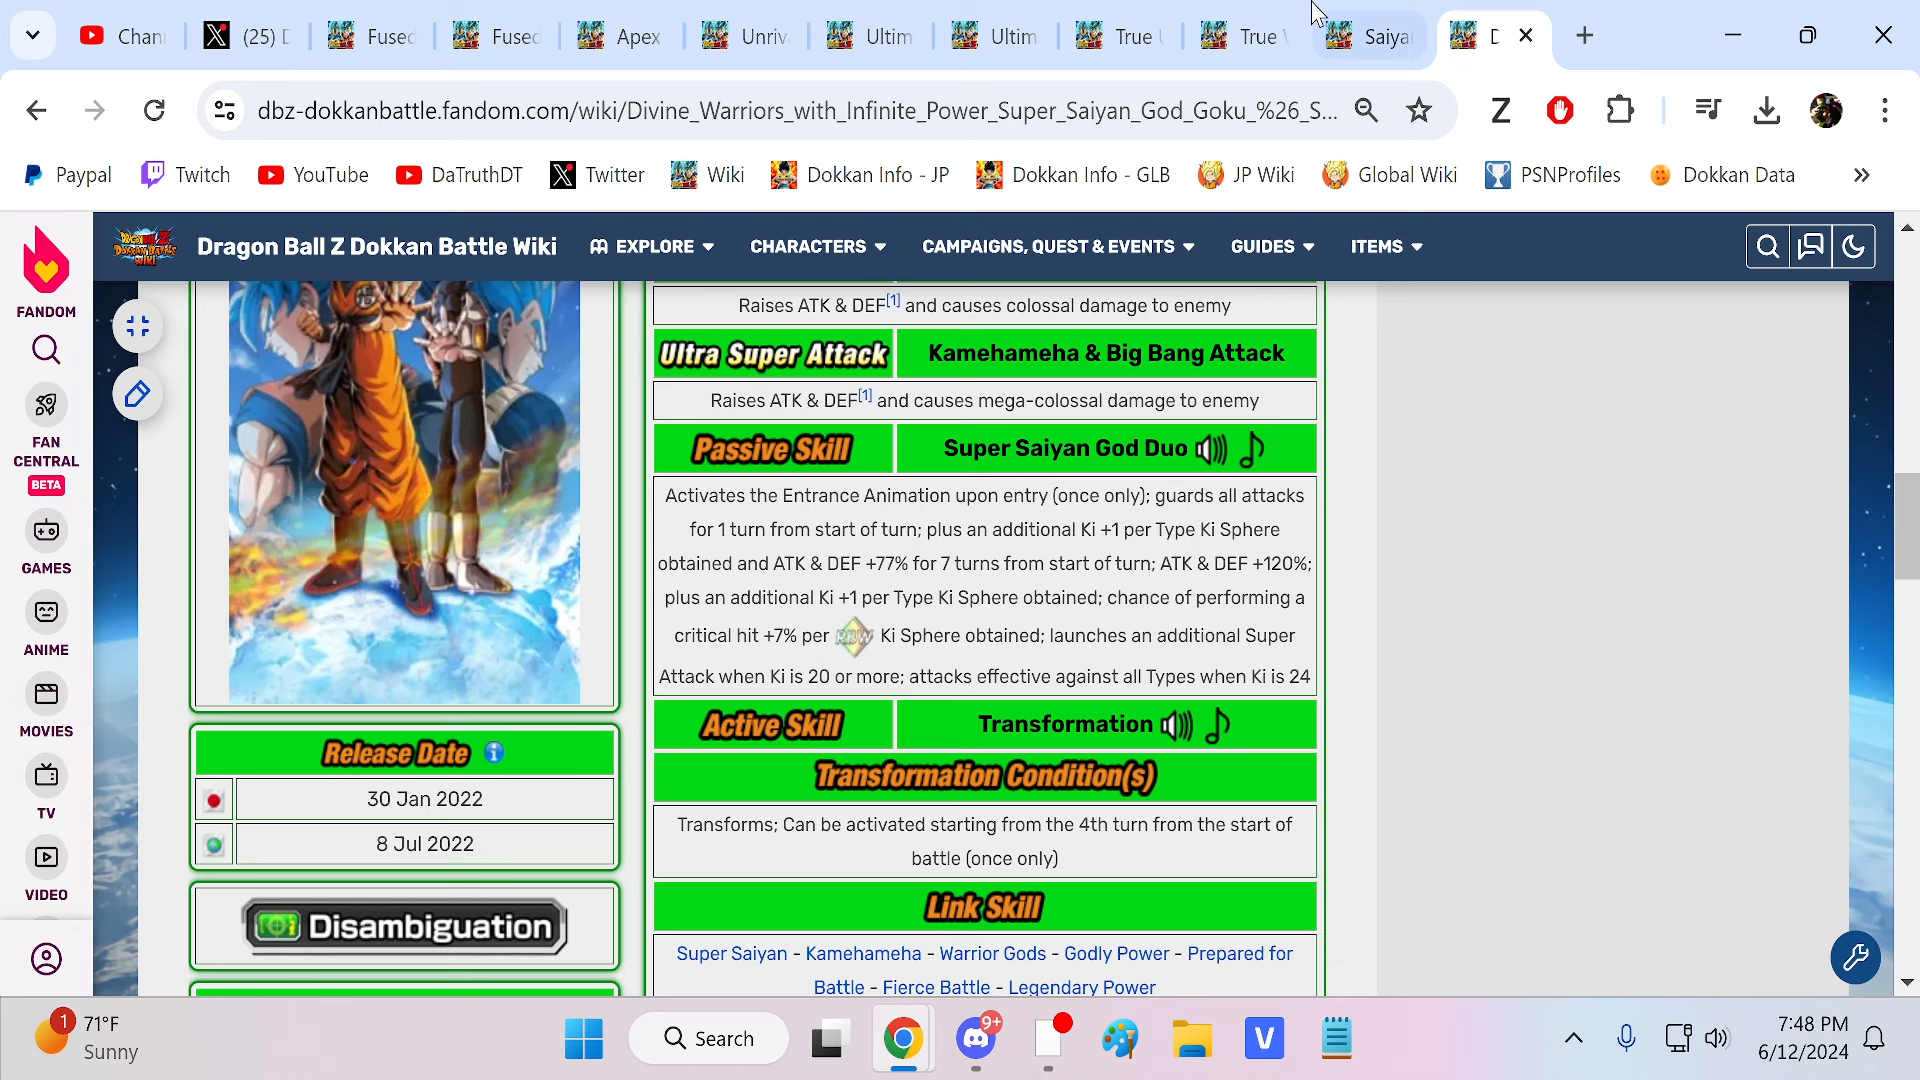 Chan
(25) D
Fused
Fused
Apex
Unriv
Ultim
Ultim
True U
True V
Saiya
D
dbz-dokkanbattle.fandom.com/wiki/Divine_Warriors_with_Infinite_Power_Super_Saiyan_God_Goku_%26_S...
Z
Paypal
Twitch
YouTube
DaTruthDT
Twitter
Wiki
Dokkan Info - JP
Dokkan Info - GLB
JP Wiki
Global Wiki
PSNProfiles
Dokkan Data
»
FANDOM
FAN
CENTRAL
BETA
GAMES
ANIME
MOVIES
TV
VIDEO
Dragon Ball Z Dokkan Battle Wiki
EXPLORE
CHARACTERS
CAMPAIGNS, QUEST & EVENTS
GUIDES
ITEMS
Release Date
30 Jan 2022
8 Jul 2022
Disambiguation
Raises ATK & DEF[1] and causes colossal damage to enemy
Ultra Super Attack
Kamehameha & Big Bang Attack
Raises ATK & DEF[1] and causes mega-colossal damage to enemy
Passive Skill
Super Saiyan God Duo
Activates the Entrance Animation upon entry (once only); guards all attacks
for 1 turn from start of turn; plus an additional Ki +1 per Type Ki Sphere
obtained and ATK & DEF +77% for 7 turns from start of turn; ATK & DEF +120%;
plus an additional Ki +1 per Type Ki Sphere obtained; chance of performing a
critical hit +7% per RBW Ki Sphere obtained; launches an additional Super
Attack when Ki is 20 or more; attacks effective against all Types when Ki is 24
Active Skill
Transformation
Transformation Condition(s)
Transforms; Can be activated starting from the 4th turn from the start of
battle (once only)
Link Skill
Super Saiyan - Kamehameha - Warrior Gods - Godly Power - Prepared for
Battle - Fierce Battle - Legendary Power
1
71°F
Sunny
Search
9+
V
7:48 PM
6/12/2024